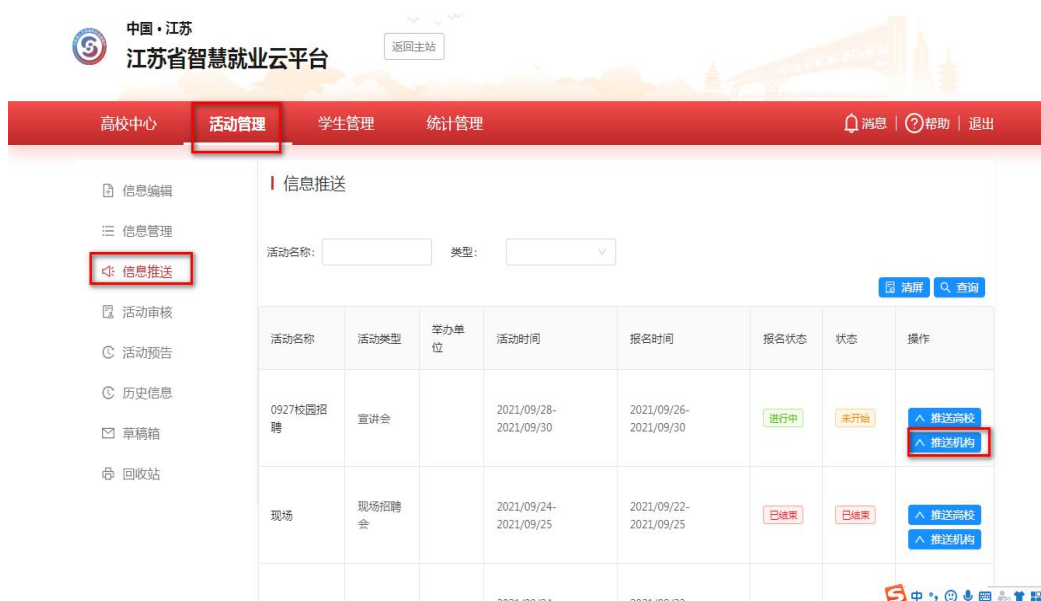 中国·江苏
江苏省智慧就业云平台
返回主站
高校中心 活动管理 学生管理 统计管理 消息 | ?帮助 | 退出
信息编辑
信息管理
信息推送
活动审核
活动预告
历史信息
草稿箱
回收站
信息推送
活动名称: 类型:
清屏 查询
活动名称 活动类型 举办单
位 活动时间 报名时间 报名状态 状态 操作
0927校园招
聘 宣讲会 2021/09/28-
2021/09/30 2021/09/26-
2021/09/30 进行中 未开始 推送高校
推送机构
现场 现场招聘
会 2021/09/24-
2021/09/25 2021/09/22-
2021/09/25 已结束 已结束 推送高校
推送机构
中